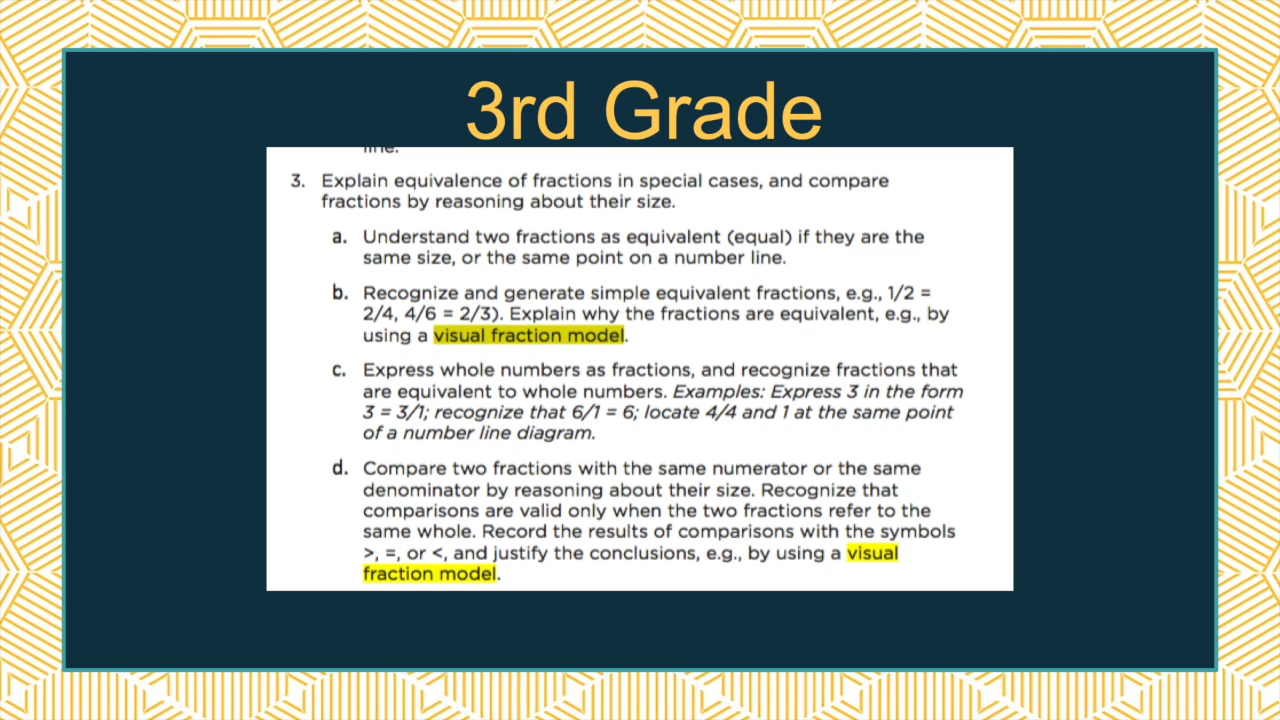 3rd Grade
line.
3. Explain equivalence of fractions in special cases, and compare
fractions by reasoning about their size.
a. Understand two fractions as equivalent (equal) if they are the
same size, or the same point on a number line.
b. Recognize and generate simple equivalent fractions, e.g., 1/2 =
2/4, 4/6 = 2/3). Explain why the fractions are equivalent, e.g., by
using a visual fraction model.
c. Express whole numbers as fractions, and recognize fractions that
are equivalent to whole numbers. Examples: Express 3 in the form
3 = 3/1; recognize that 6/1 = 6; locate 4/4 and 1 at the same point
of a number line diagram.
d. Compare two fractions with the same numerator or the same
denominator by reasoning about their size. Recognize that
comparisons are valid only when the two fractions refer to the
same whole. Record the results of comparisons with the symbols
>, =, or <, and justify the conclusions, e.g., by using a visual
fraction model.